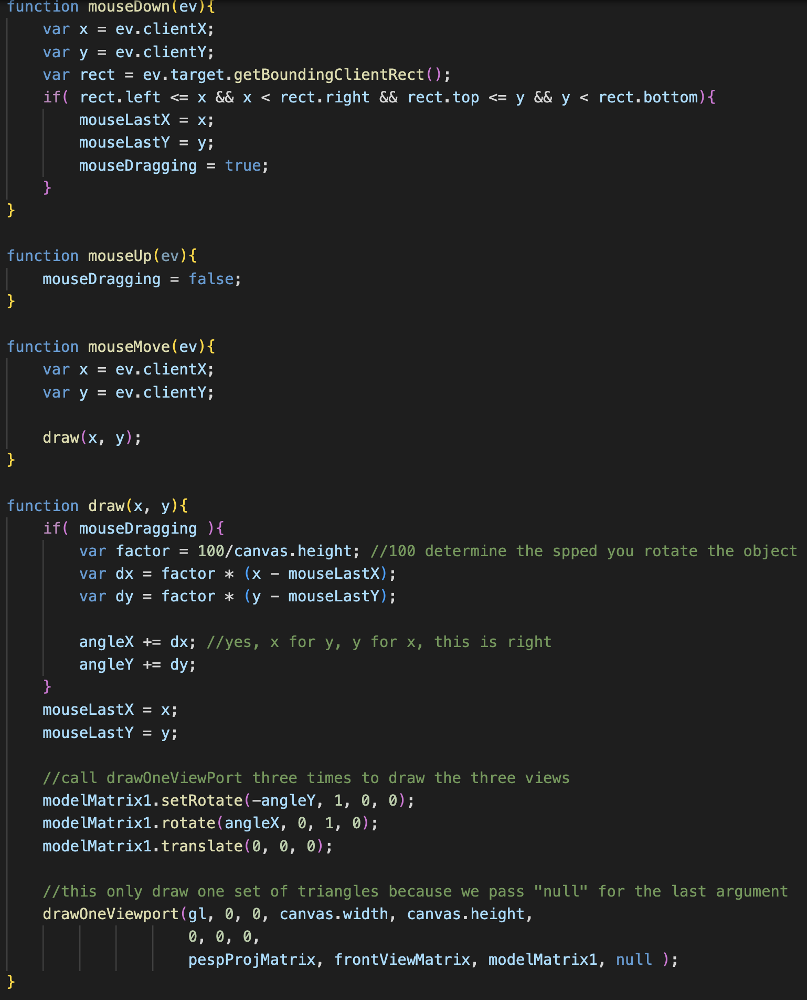 function mouseDown(ev){
    var x = ev.clientX;
    var y = ev.clientY;
    var rect = ev.target.getBoundingClientRect();
    if( rect.left <= x && x < rect.right && rect.top <= y && y < rect.bottom){
        mouseLastX = x;
        mouseLastY = y;
        mouseDragging = true;
    }
}

function mouseUp(ev){
    mouseDragging = false;
}

function mouseMove(ev){
    var x = ev.clientX;
    var y = ev.clientY;

    draw(x, y);
}

function draw(x, y){
    if( mouseDragging ){
        var factor = 100/canvas.height; //100 determine the spped you rotate the object
        var dx = factor * (x - mouseLastX);
        var dy = factor * (y - mouseLastY);

        angleX += dx; //yes, x for y, y for x, this is right
        angleY += dy;
    }
    mouseLastX = x;
    mouseLastY = y;

    //call drawOneViewPort three times to draw the three views
    modelMatrix1.setRotate(-angleY, 1, 0, 0);
    modelMatrix1.rotate(angleX, 0, 1, 0);
    modelMatrix1.translate(0, 0, 0);

    //this only draw one set of triangles because we pass "null" for the last argument
    drawOneViewport(gl, 0, 0, canvas.width, canvas.height,
                    0, 0, 0,
                    pespProjMatrix, frontViewMatrix, modelMatrix1, null );
}